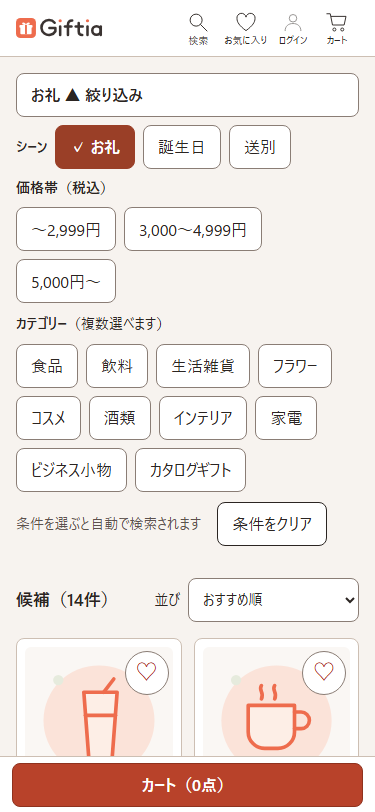 Giftia
検索 お気に入り ログイン カート
お礼 ▲ 絞り込み
シーン ✓ お礼 誕生日 送別
価格帯（税込）
～2,999円 3,000～4,999円
5,000円～
カテゴリー（複数選べます）
食品 飲料 生活雑貨 フラワー
コスメ 酒類 インテリア 家電
ビジネス小物 カタログギフト
条件を選ぶと自動で検索されます 条件をクリア
候補（14件） 並び おすすめ順
カート（0点）